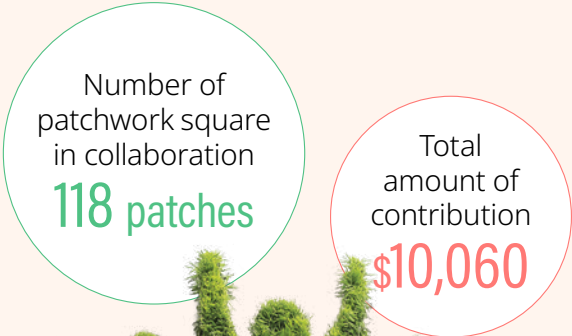 Number of
patchwork square
in collaboration
118 patches
Total
amount of
contribution
$10,060